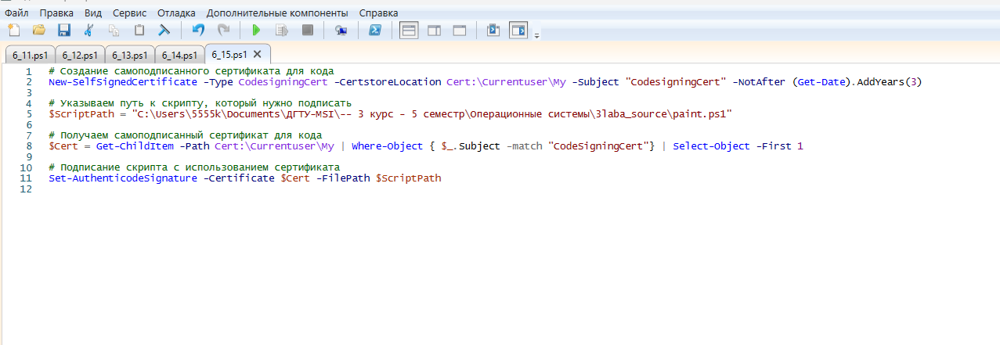 Файл Правка Вид Сервис Отладка Дополнительные компоненты Справка
6_11.ps1 6_12.ps1 6_13.ps1 6_14.ps1 6_15.ps1
1 # Создание самоподписанного сертификата для кода
2 New-SelfSignedCertificate -Type CodesigningCert -CertstoreLocation Cert:\Currentuser\My -Subject "CodesigningCert" -NotAfter (Get-Date).AddYears(3)
3
4 # Указываем путь к скрипту, который нужно подписать
5 $ScriptPath = "C:\Users\5555k\Documents\ДГТУ-MSI\-- 3 курс - 5 семестр\Операционные системы\3laba_source\paint.ps1"
6
7 # Получаем самоподписанный сертификат для кода
8 $Cert = Get-ChildItem -Path Cert:\Currentuser\My | Where-Object { $_.Subject -match "CodeSigningCert"} | Select-Object -First 1
9
10 # Подписание скрипта с использованием сертификата
11 Set-AuthenticodeSignature -Certificate $Cert -FilePath $ScriptPath
12